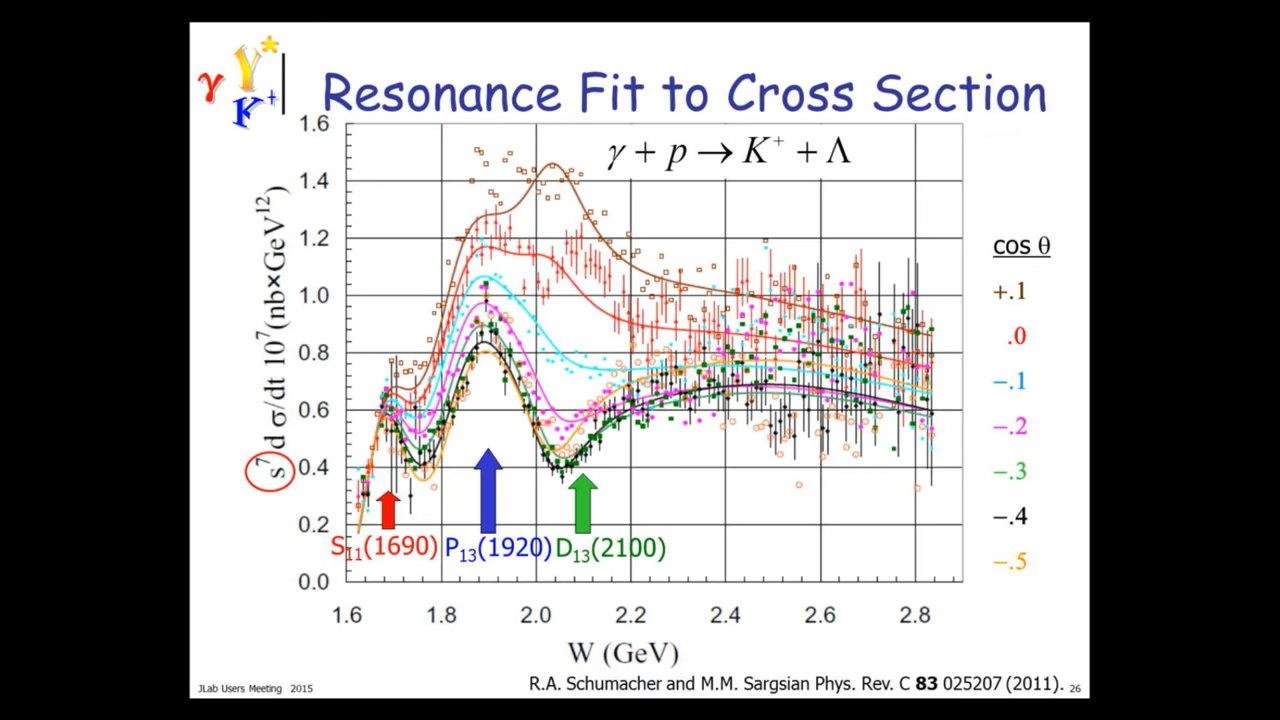 γ Y* K⁺
Resonance Fit to Cross Section
γ + p → K⁺ + Λ
s⁷ d σ/dt 10⁷ (nb×GeV¹²)
1.6
1.4
1.2
1.0
0.8
0.6
0.4
0.2
0.0
S₁₁(1690) P₁₃(1920) D₁₃(2100)
1.6 1.8 2.0 2.2 2.4 2.6 2.8
W (GeV)
cos θ
+.1
.0
–.1
–.2
–.3
–.4
–.5
JLab Users Meeting 2015
R.A. Schumacher and M.M. Sargsian Phys. Rev. C 83 025207 (2011). 26